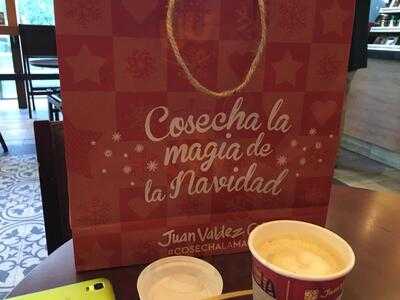 Cosecha la
magia de
la Navidad
Juan Valdez
#COSECHALAMA